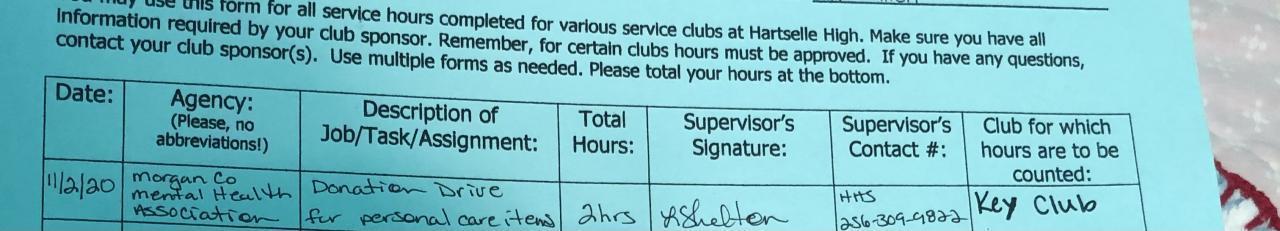 use this form for all service hours completed for various service clubs at Hartselle High. Make sure you have all
Information required by your club sponsor. Remember, for certain clubs hours must be approved. If you have any questions,
contact your club sponsor(s). Use multiple forms as needed. Please total your hours at the bottom.
Date:
Agency:
(Please, no
abbreviations!)
Description of
Job/Task/Assignment:
Total
Hours:
Supervisor's
Signature:
Supervisor's
Contact #:
Club for which
hours are to be
counted:
11/2/20
morgan Co
mental Health
Association
Donation Drive
for personal care items
2hrs
RShelton
HHS
256-309-9822
Key Club